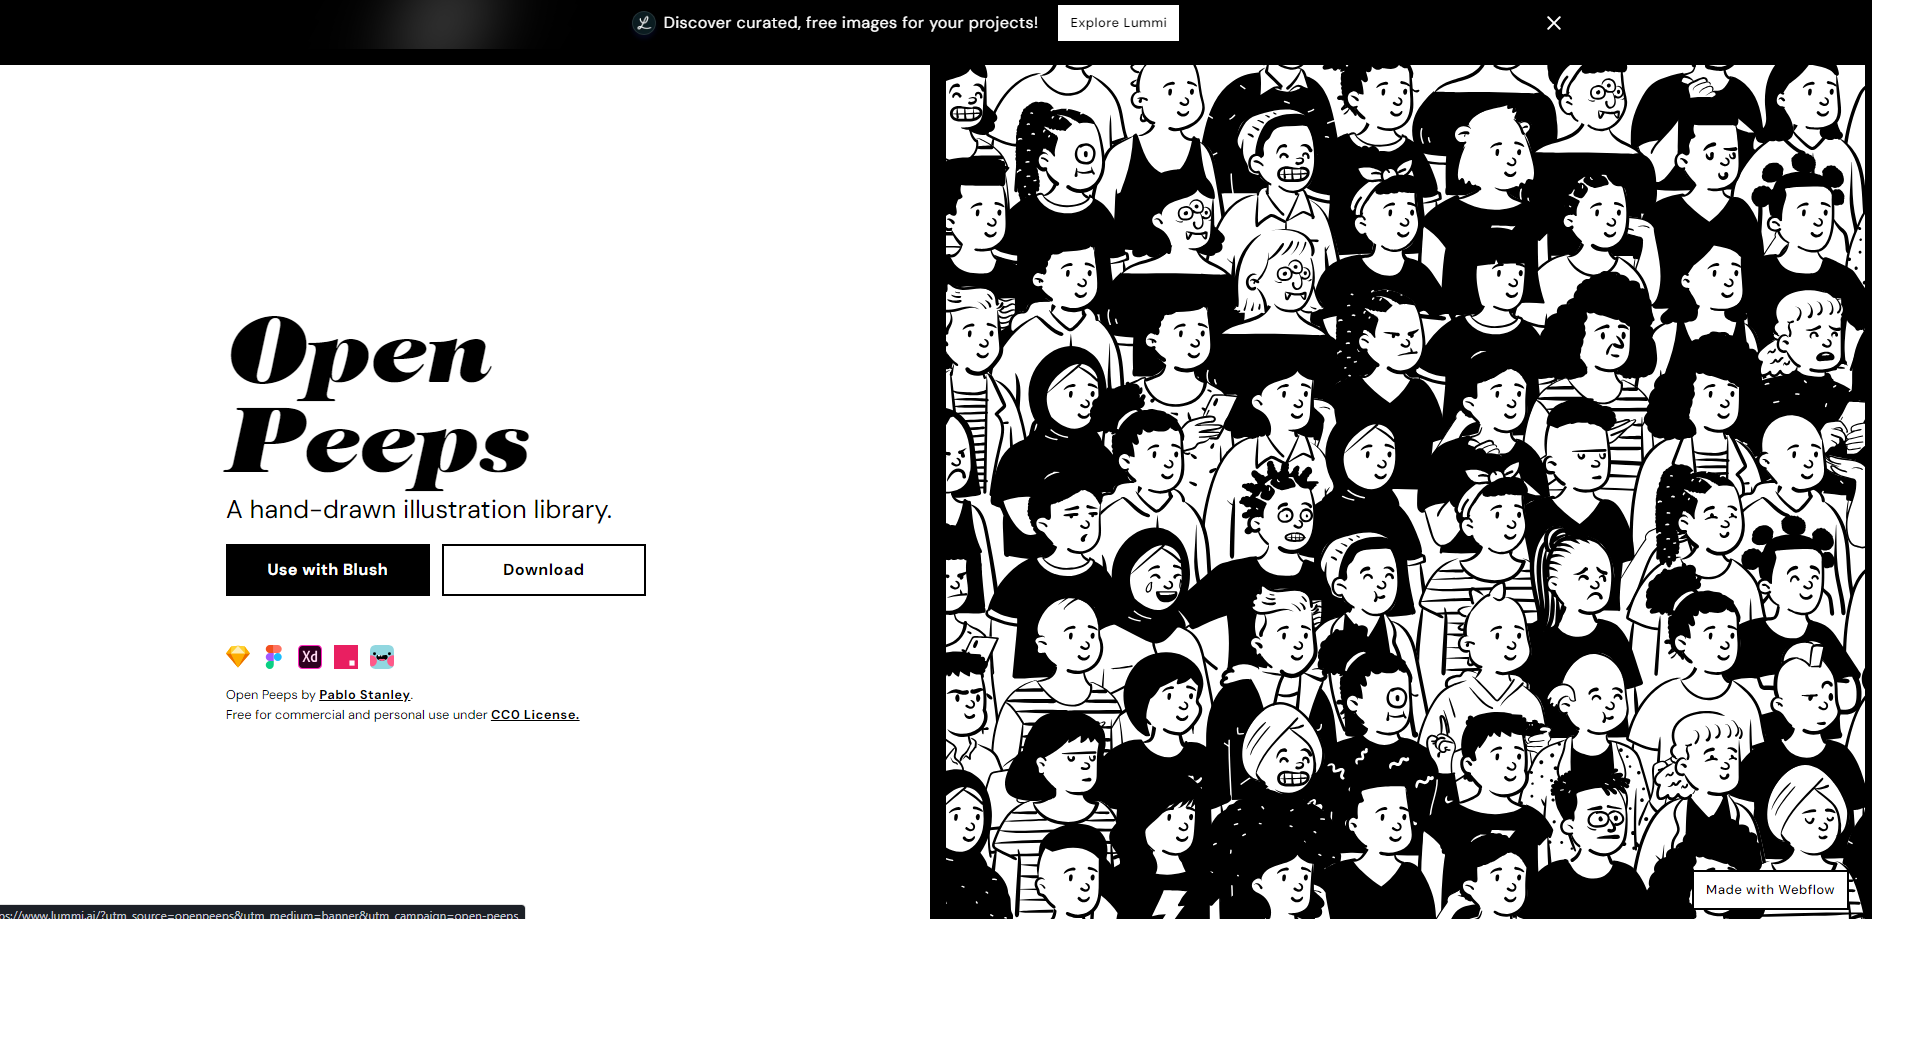 Discover curated, free images for your projects!
Explore Lummi
Open
Peeps
A hand-drawn illustration library.
Use with Blush
Download
Xd
Open Peeps by Pablo Stanley.
Free for commercial and personal use under CC0 License.
Made with Webflow
ps://www.lummi.ai/?utm_source=openpeeps&utm_medium=banner&utm_campaign=open-peeps